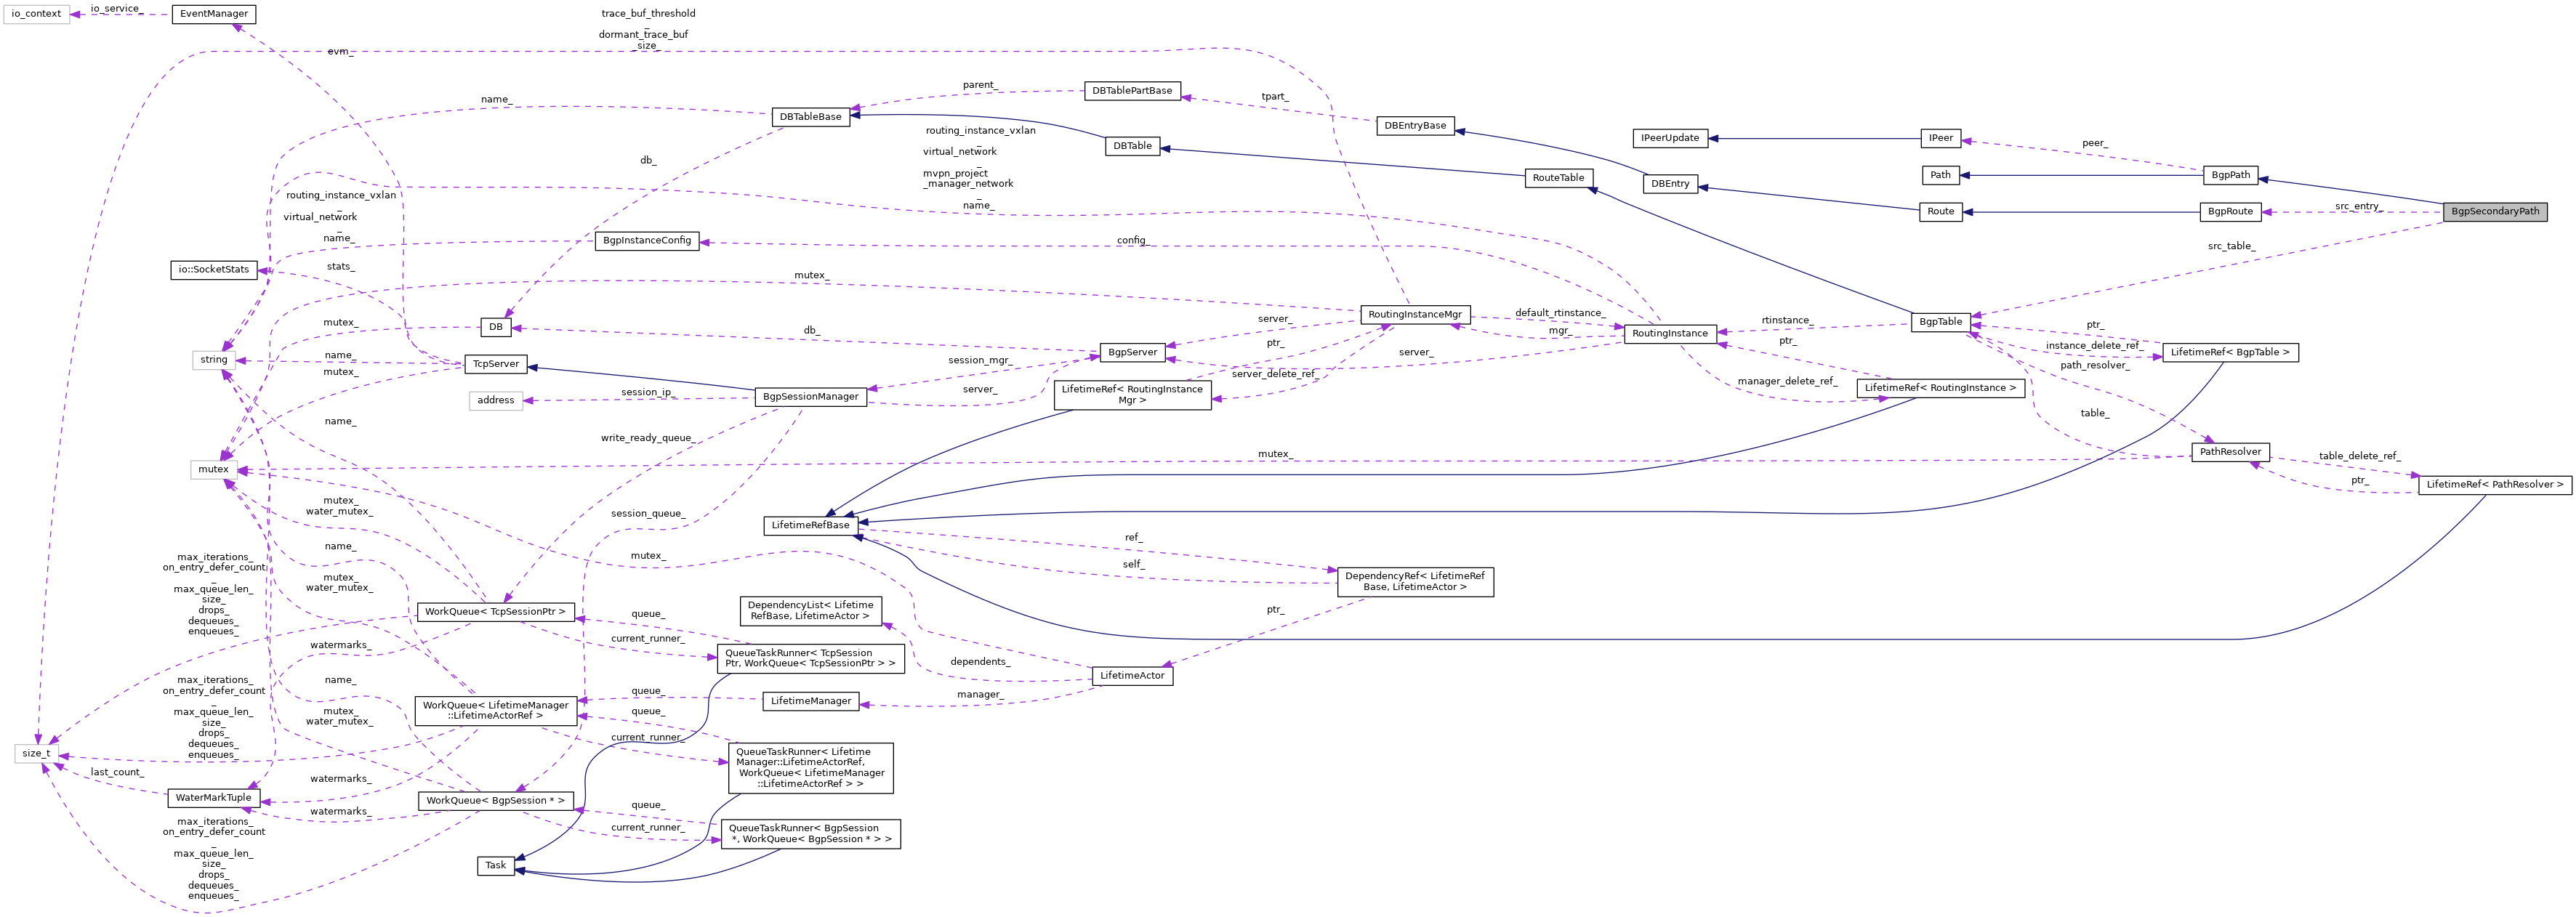 io_context
io_service_
EventManager
trace_buf_threshold
_
dormant_trace_buf
_size_
evm_
name_
DBTableBase
parent_
DBTablePartBase
tpart_
DBEntryBase
IPeerUpdate
IPeer
peer_
db_
routing_instance_vxlan
_
virtual_network
_
mvpn_project
_manager_network
_
name_
DBTable
RouteTable
DBEntry
Path
BgpPath
Route
BgpRoute
src_entry_
BgpSecondaryPath
routing_instance_vxlan
_
virtual_network
_
name_
BgpInstanceConfig
config_
src_table_
io::SocketStats
stats_
mutex_
mutex_
DB
db_
server_
RoutingInstanceMgr
default_rtinstance_
mgr_
RoutingInstance
rtinstance_
BgpTable
ptr_
instance_delete_ref_
LifetimeRef< BgpTable >
string
name_
mutex_
TcpServer
session_mgr_
BgpServer
ptr_
server_
ptr_
path_resolver_
server_
server_delete_ref_
manager_delete_ref_
LifetimeRef< RoutingInstance >
address
session_ip_
BgpSessionManager
LifetimeRef< RoutingInstance
Mgr >
name_
table_
write_ready_queue_
mutex
mutex_
PathResolver
table_delete_ref_
ptr_
LifetimeRef< PathResolver >
mutex_
water_mutex_
session_queue_
LifetimeRefBase
ref_
self_
name_
mutex_
max_iterations_
on_entry_defer_count
_
max_queue_len_
size_
drops_
dequeues_
enqueues_
mutex_
water_mutex_
DependencyRef< LifetimeRef
Base, LifetimeActor >
WorkQueue< TcpSessionPtr >
queue_
DependencyList< Lifetime
RefBase, LifetimeActor >
ptr_
watermarks_
current_runner_
QueueTaskRunner< TcpSession
Ptr, WorkQueue< TcpSessionPtr > >
dependents_
LifetimeActor
max_iterations_
on_entry_defer_count
_
max_queue_len_
size_
drops_
dequeues_
enqueues_
name_
mutex_
water_mutex_
WorkQueue< LifetimeManager
::LifetimeActorRef >
queue_
queue_
LifetimeManager
manager_
size_t
current_runner_
QueueTaskRunner< Lifetime
Manager::LifetimeActorRef,
WorkQueue< LifetimeManager
::LifetimeActorRef > >
last_count_
WaterMarkTuple
watermarks_
watermarks_
WorkQueue< BgpSession * >
queue_
current_runner_
QueueTaskRunner< BgpSession
*, WorkQueue< BgpSession * > >
max_iterations_
on_entry_defer_count
_
max_queue_len_
size_
drops_
dequeues_
enqueues_
Task